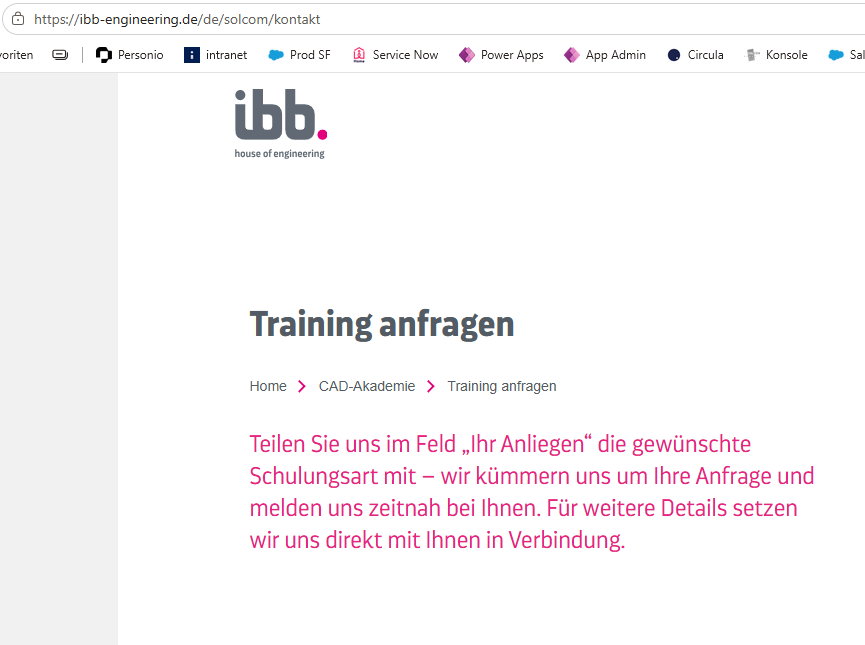 https://ibb-engineering.de/de/solcom/kontakt
voriten Personio intranet Prod SF Service Now Power Apps App Admin Circula Konsole Sal
ibb.
house of engineering
Training anfragen
Home CAD-Akademie Training anfragen
Teilen Sie uns im Feld „Ihr Anliegen“ die gewünschte
Schulungsart mit – wir kümmern uns um Ihre Anfrage und
melden uns zeitnah bei Ihnen. Für weitere Details setzen
wir uns direkt mit Ihnen in Verbindung.